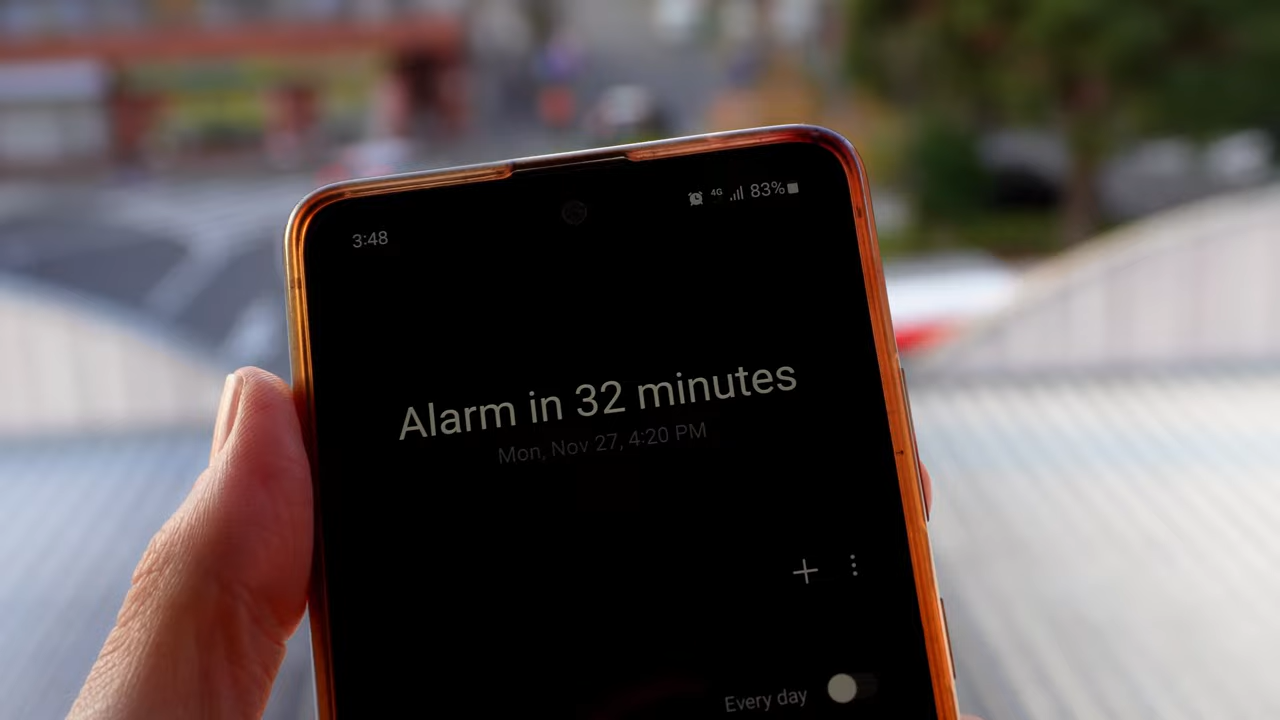 3:48
4G 83%
Alarm in 32 minutes
Mon, Nov 27, 4:20 PM
Every day